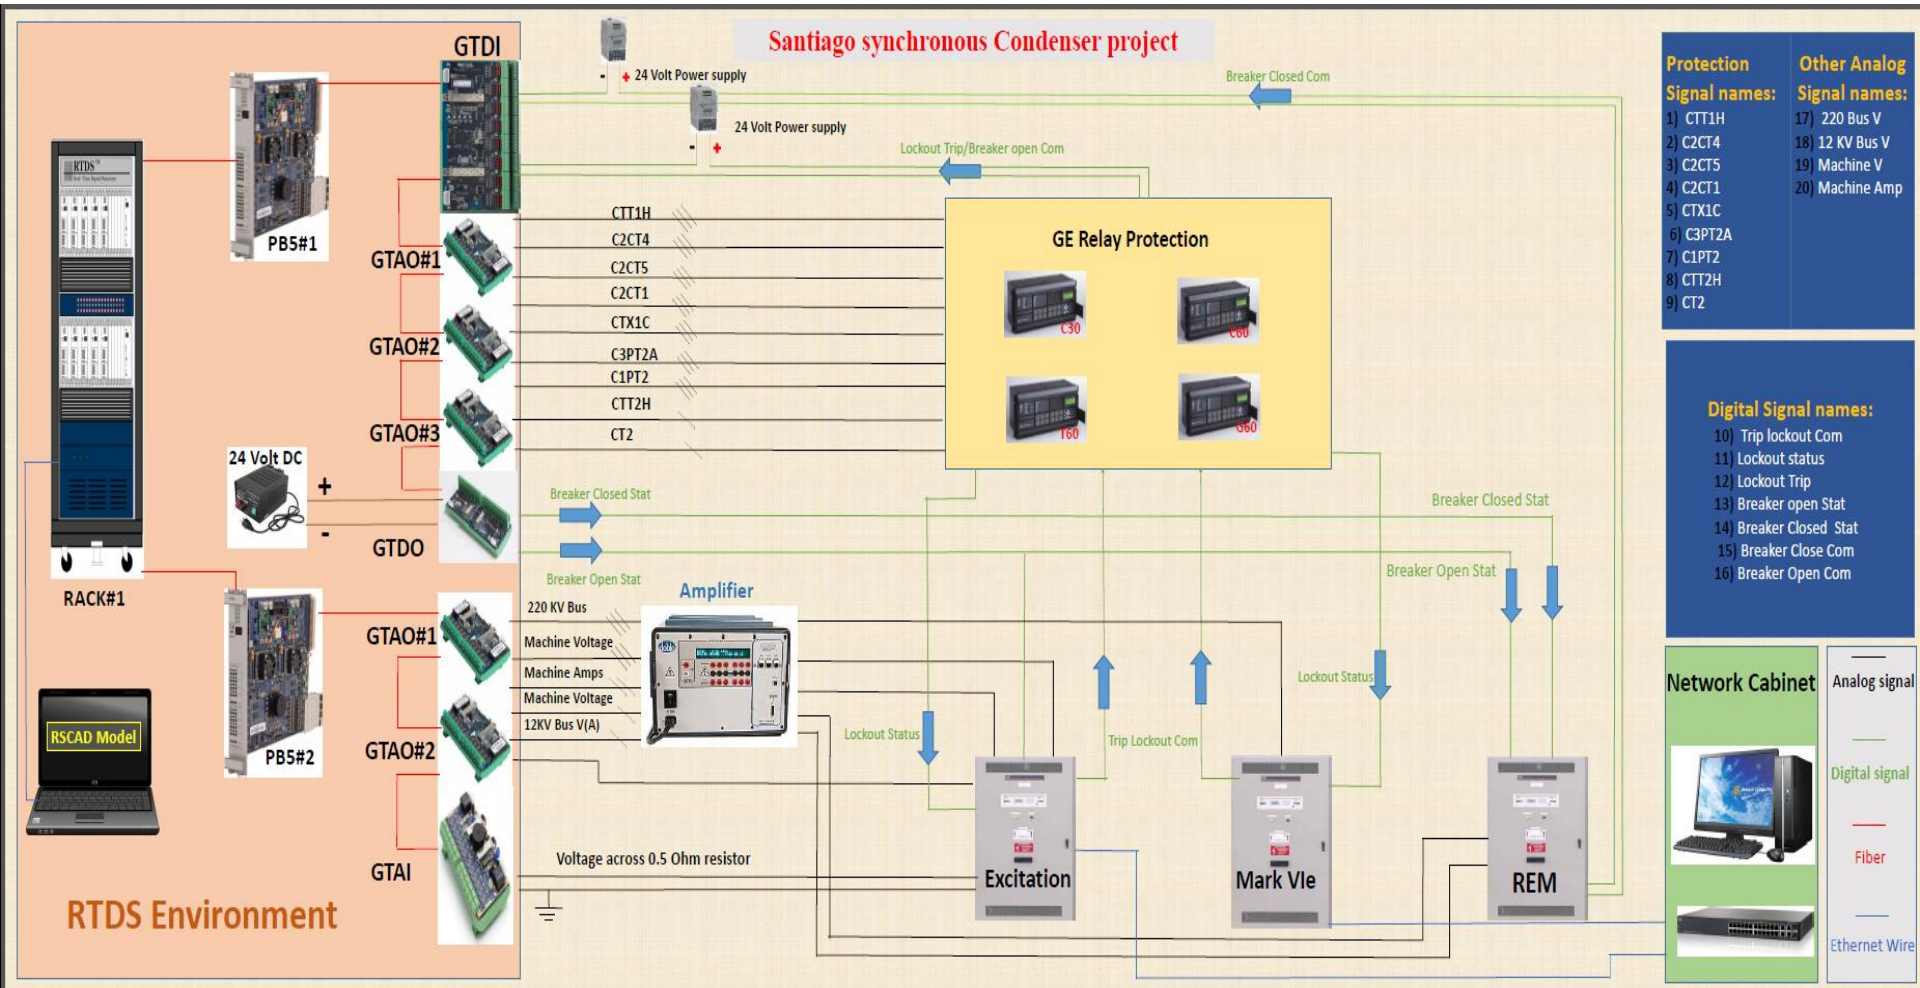 Santiago synchronous Condenser project
GTDI
- + 24 Volt Power supply
24 Volt Power supply
- +
Breaker Closed Com
Lockout Trip/Breaker open Com
RTDS
PB5#1
GTAO#1
GTAO#2
GTAO#3
CTT1H
C2CT4
C2CT5
C2CT1
CTX1C
C3PT2A
C1PT2
CTT2H
CT2
GE Relay Protection
C30
C60
T60
G60
24 Volt DC
+
-
GTDO
Breaker Closed Stat
Breaker Open Stat
Breaker Closed Stat
Breaker Open Stat
RACK#1
PB5#2
RSCAD Model
GTAO#1
GTAO#2
GTAI
220 KV Bus
Machine Voltage
Machine Amps
Machine Voltage
12KV Bus V(A)
Amplifier
Lockout Status
Trip Lockout Com
Lockout Status
Voltage across 0.5 Ohm resistor
Excitation
Mark VIe
REM
RTDS Environment
Protection
Signal names:
1) CTT1H
2) C2CT4
3) C2CT5
4) C2CT1
5) CTX1C
6) C3PT2A
7) C1PT2
8) CTT2H
9) CT2
Other Analog
Signal names:
17) 220 Bus V
18) 12 KV Bus V
19) Machine V
20) Machine Amp
Digital Signal names:
10) Trip lockout Com
11) Lockout status
12) Lockout Trip
13) Breaker open Stat
14) Breaker Closed Stat
15) Breaker Close Com
16) Breaker Open Com
Network Cabinet
Analog signal
Digital signal
Fiber
Ethernet Wire